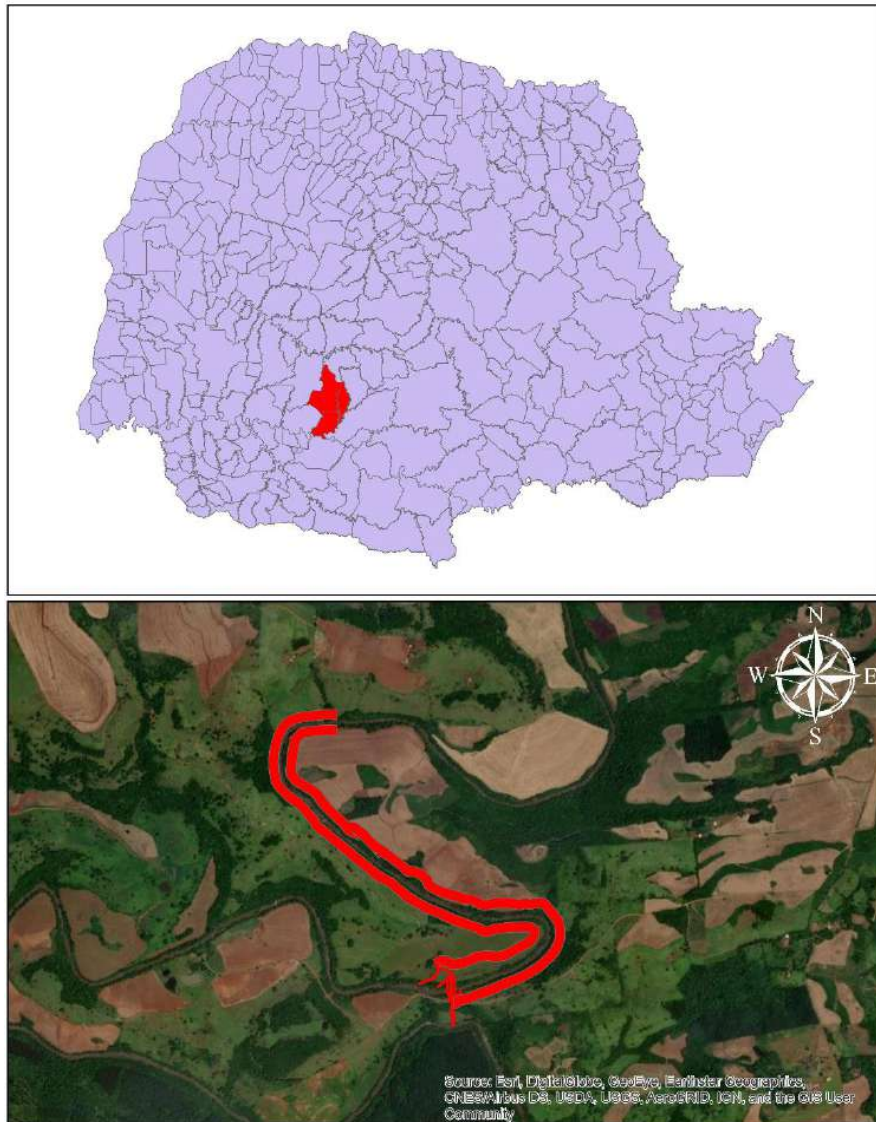 N
W E
S
Source: Esri, DigitalGlobe, GeoEye, Earthstar Geographics,
CNES/Airbus DS, USDA, USGS, AeroGRID, IGN, and the GIS User
Community